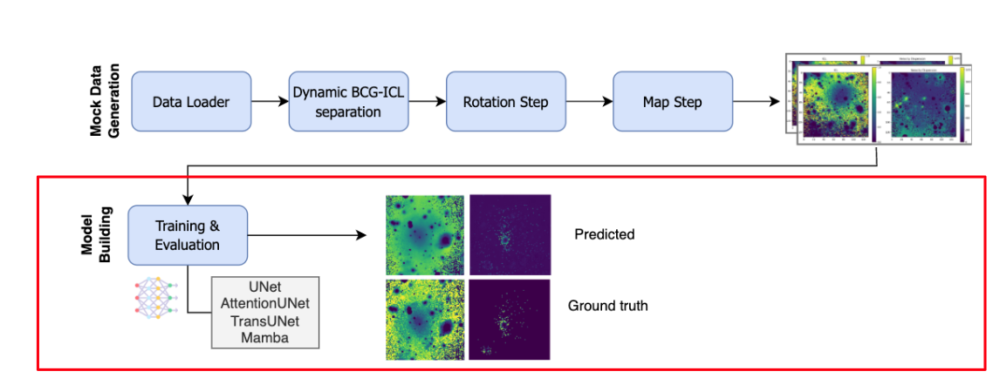 Mock Data
Generation
Data Loader
Dynamic BCG-ICL
separation
Rotation Step
Map Step
Model
Building
Training &
Evaluation
UNet
AttentionUNet
TransUNet
Mamba
Predicted
Ground truth